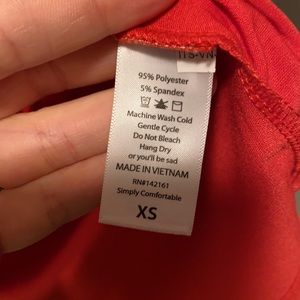 95% Polyester
5% Spandex
Machine Wash Cold
Gentle Cycle
Do Not Bleach
Hang Dry
or you'll be sad
MADE IN VIETNAM
RN#142161
Simply Comfortable
XS